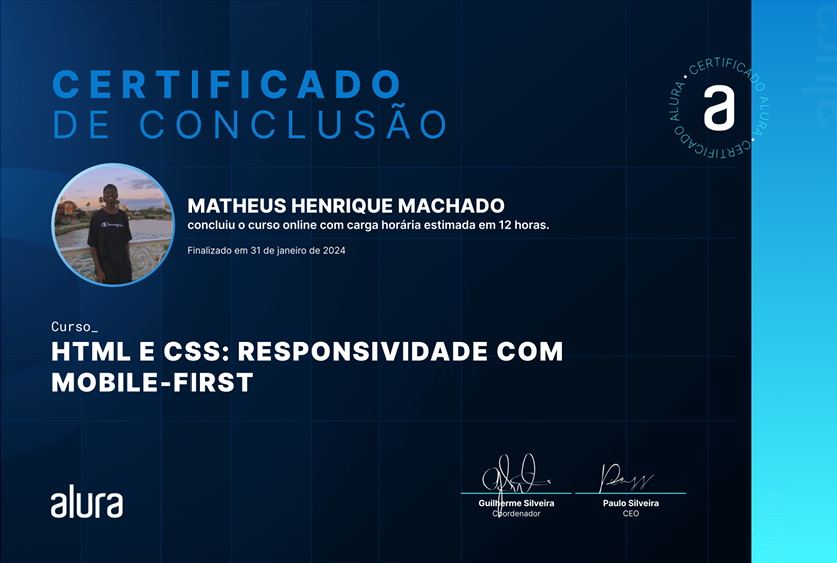 CERTIFICADO
DE CONCLUSÃO
CERTIFICADO ALURA • CERTIFICADO ALURA •
a
MATHEUS HENRIQUE MACHADO
concluiu o curso online com carga horária estimada em 12 horas.
Finalizado em 31 de janeiro de 2024
Curso_
HTML E CSS: RESPONSIVIDADE COM
MOBILE-FIRST
alura
Guilherme Silveira
Coordenador
Paulo Silveira
CEO